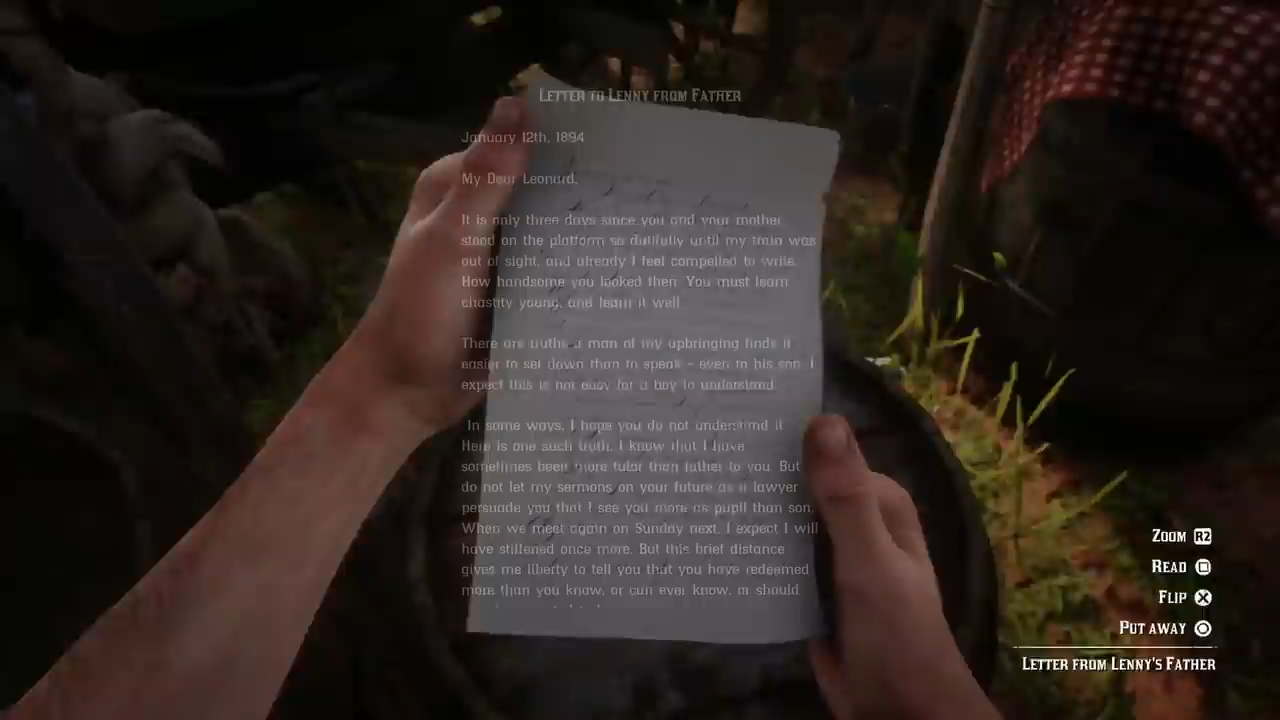 Letter to Lenny from Father
January 12th, 1894
My Dear Leonard,
It is only three days since you and your mother
stood on the platform so dutifully until my train was
out of sight, and already I feel compelled to write.
How handsome you looked then. You must learn
chastity young, and learn it well.
There are truths a man of my upbringing finds it
easier to set down than to speak - even to his son. I
expect this is not easy for a boy to understand.
In some ways, I hope you do not understand it.
Here is one such truth. I know that I have
sometimes been more tutor than father to you. But
do not let my sermons on your future as a lawyer
persuade you that I see you more as pupil than son.
When we meet again on Sunday next, I expect I will
have stiffened once more. But this brief distance
gives me liberty to tell you that you have redeemed
more than you know, or can ever know, or should
Zoom R2
Read
Flip
Put away
Letter from Lenny's Father